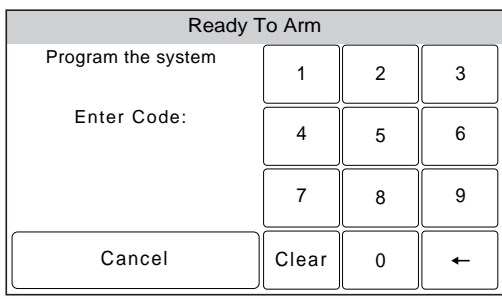 Ready To Arm
Program the system
1 2 3
Enter Code:
4 5 6
7 8 9
Cancel
Clear 0 ←